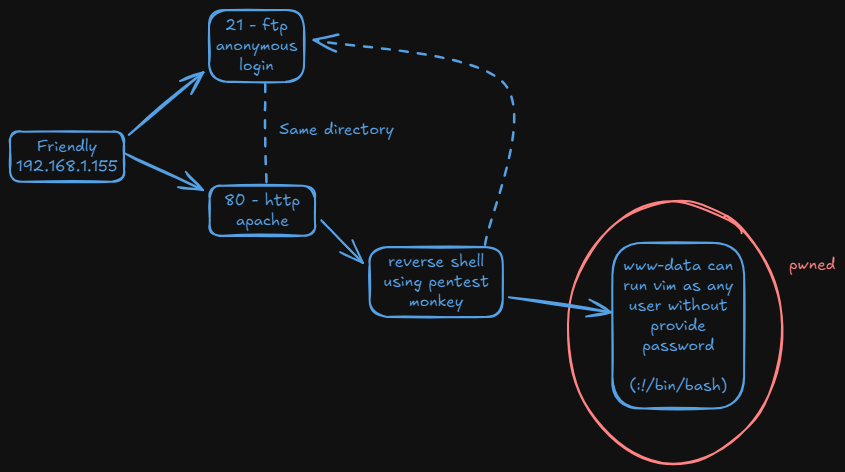 21 - ftp
anonymous
login
Same directory
Friendly
192.168.1.155
80 - http
apache
reverse shell
using pentest
monkey
www-data can
run vim as any
user without
provide
password
(:!/bin/bash)
pwned